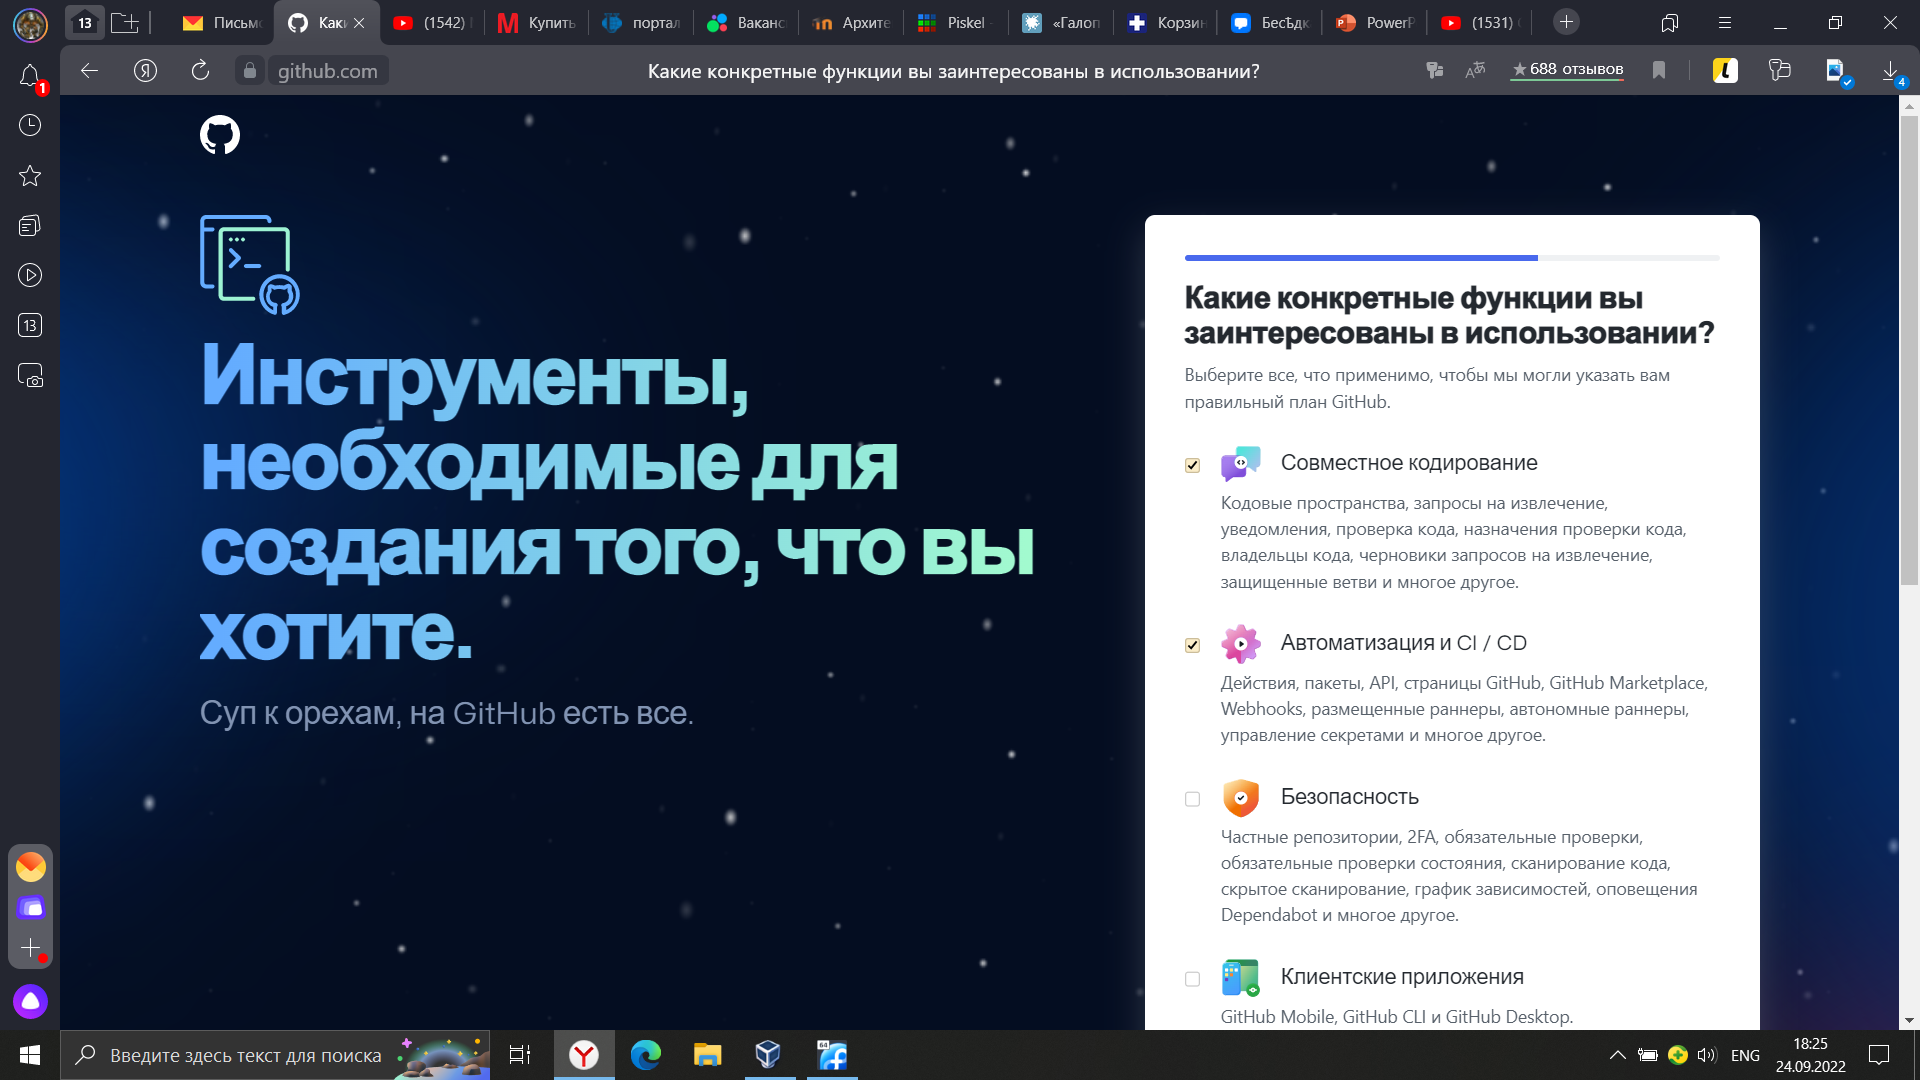 13
Письмо
Каки
(1542)
Купить
портал
Ваканс
Архите
Piskel
«Галоп
Корзин
Бесѣдк
PowerP
(1531)
github.com
Какие конкретные функции вы заинтересованы в использовании?
★688 отзывов
4
1
13
Инструменты,
необходимые для
создания того, что вы
хотите.
Суп к орехам, на GitHub есть все.
Какие конкретные функции вы
заинтересованы в использовании?
Выберите все, что применимо, чтобы мы могли указать вам
правильный план GitHub.
Совместное кодирование
Кодовые пространства, запросы на извлечение,
уведомления, проверка кода, назначения проверки кода,
владельцы кода, черновики запросов на извлечение,
защищенные ветви и многое другое.
Автоматизация и CI / CD
Действия, пакеты, API, страницы GitHub, GitHub Marketplace,
Webhooks, размещенные раннеры, автономные раннеры,
управление секретами и многое другое.
Безопасность
Частные репозитории, 2FA, обязательные проверки,
обязательные проверки состояния, сканирование кода,
скрытое сканирование, график зависимостей, оповещения
Dependabot и многое другое.
Клиентские приложения
GitHub Mobile, GitHub CLI и GitHub Desktop.
Введите здесь текст для поиска
64
ENG
18:25
24.09.2022